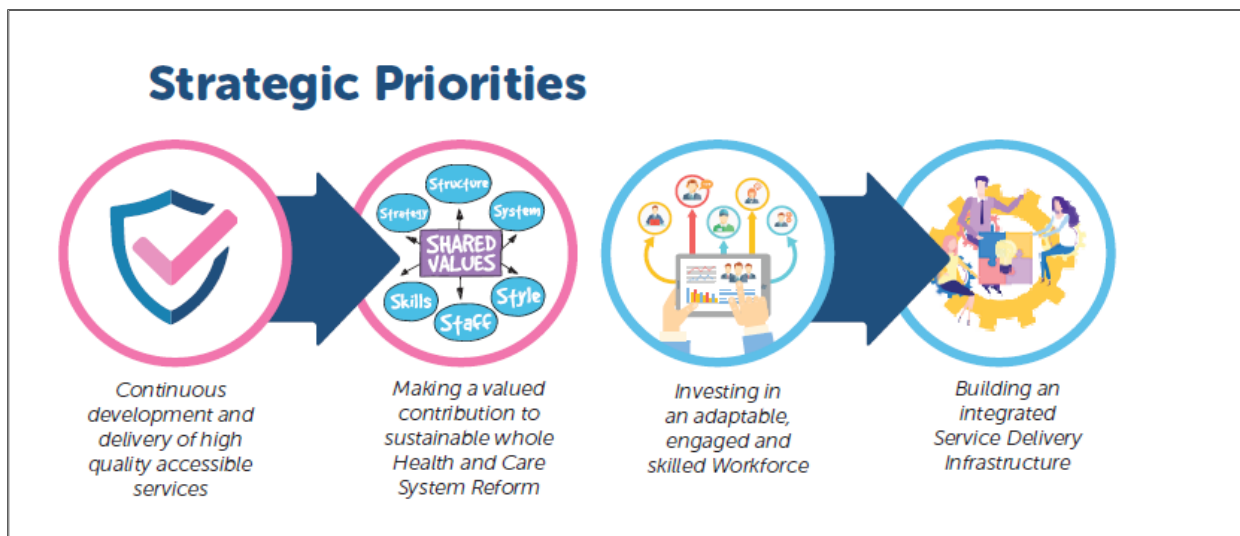 Strategic Priorities
Structure
Strategy
System
SHARED
VALUES
Skills
Style
Staff
Continuous
development and
delivery of high
quality accessible
services
Making a valued
contribution to
sustainable whole
Health and Care
System Reform
Investing in
an adaptable,
engaged and
skilled Workforce
Building an
integrated
Service Delivery
Infrastructure